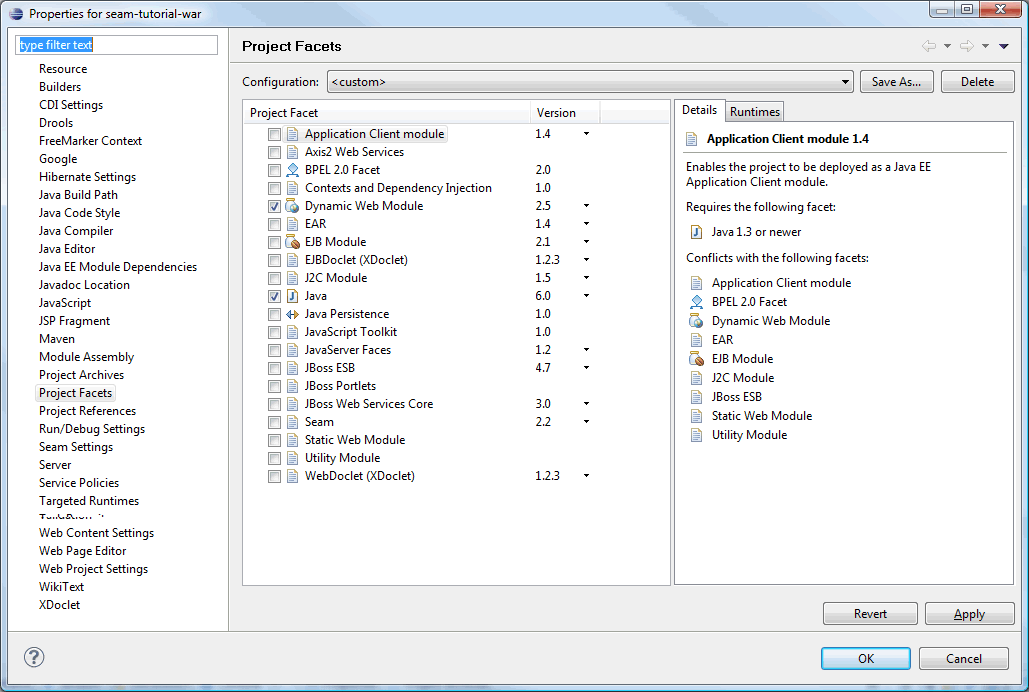 Properties for seam-tutorial-war
type filter text
Resource
Builders
CDI Settings
Drools
FreeMarker Context
Google
Hibernate Settings
Java Build Path
Java Code Style
Java Compiler
Java Editor
Java EE Module Dependencies
Javadoc Location
JavaScript
JSP Fragment
Maven
Module Assembly
Project Archives
Project Facets
Project References
Run/Debug Settings
Seam Settings
Server
Service Policies
Targeted Runtimes
Web Content Settings
Web Page Editor
Web Project Settings
WikiText
XDoclet
Project Facets
Configuration: <custom> Save As... Delete
Project Facet Version
Application Client module 1.4
Axis2 Web Services
BPEL 2.0 Facet 2.0
Contexts and Dependency Injection 1.0
Dynamic Web Module 2.5
EAR 1.4
EJB Module 2.1
EJBDoclet (XDoclet) 1.2.3
J2C Module 1.5
Java 6.0
Java Persistence 1.0
JavaScript Toolkit 1.0
JavaServer Faces 1.2
JBoss ESB 4.7
JBoss Portlets
JBoss Web Services Core 3.0
Seam 2.2
Static Web Module
Utility Module
WebDoclet (XDoclet) 1.2.3
Details Runtimes
Application Client module 1.4
Enables the project to be deployed as a Java EE
Application Client module.
Requires the following facet:
Java 1.3 or newer
Conflicts with the following facets:
Application Client module
BPEL 2.0 Facet
Dynamic Web Module
EAR
EJB Module
J2C Module
JBoss ESB
Static Web Module
Utility Module
Revert Apply
OK Cancel